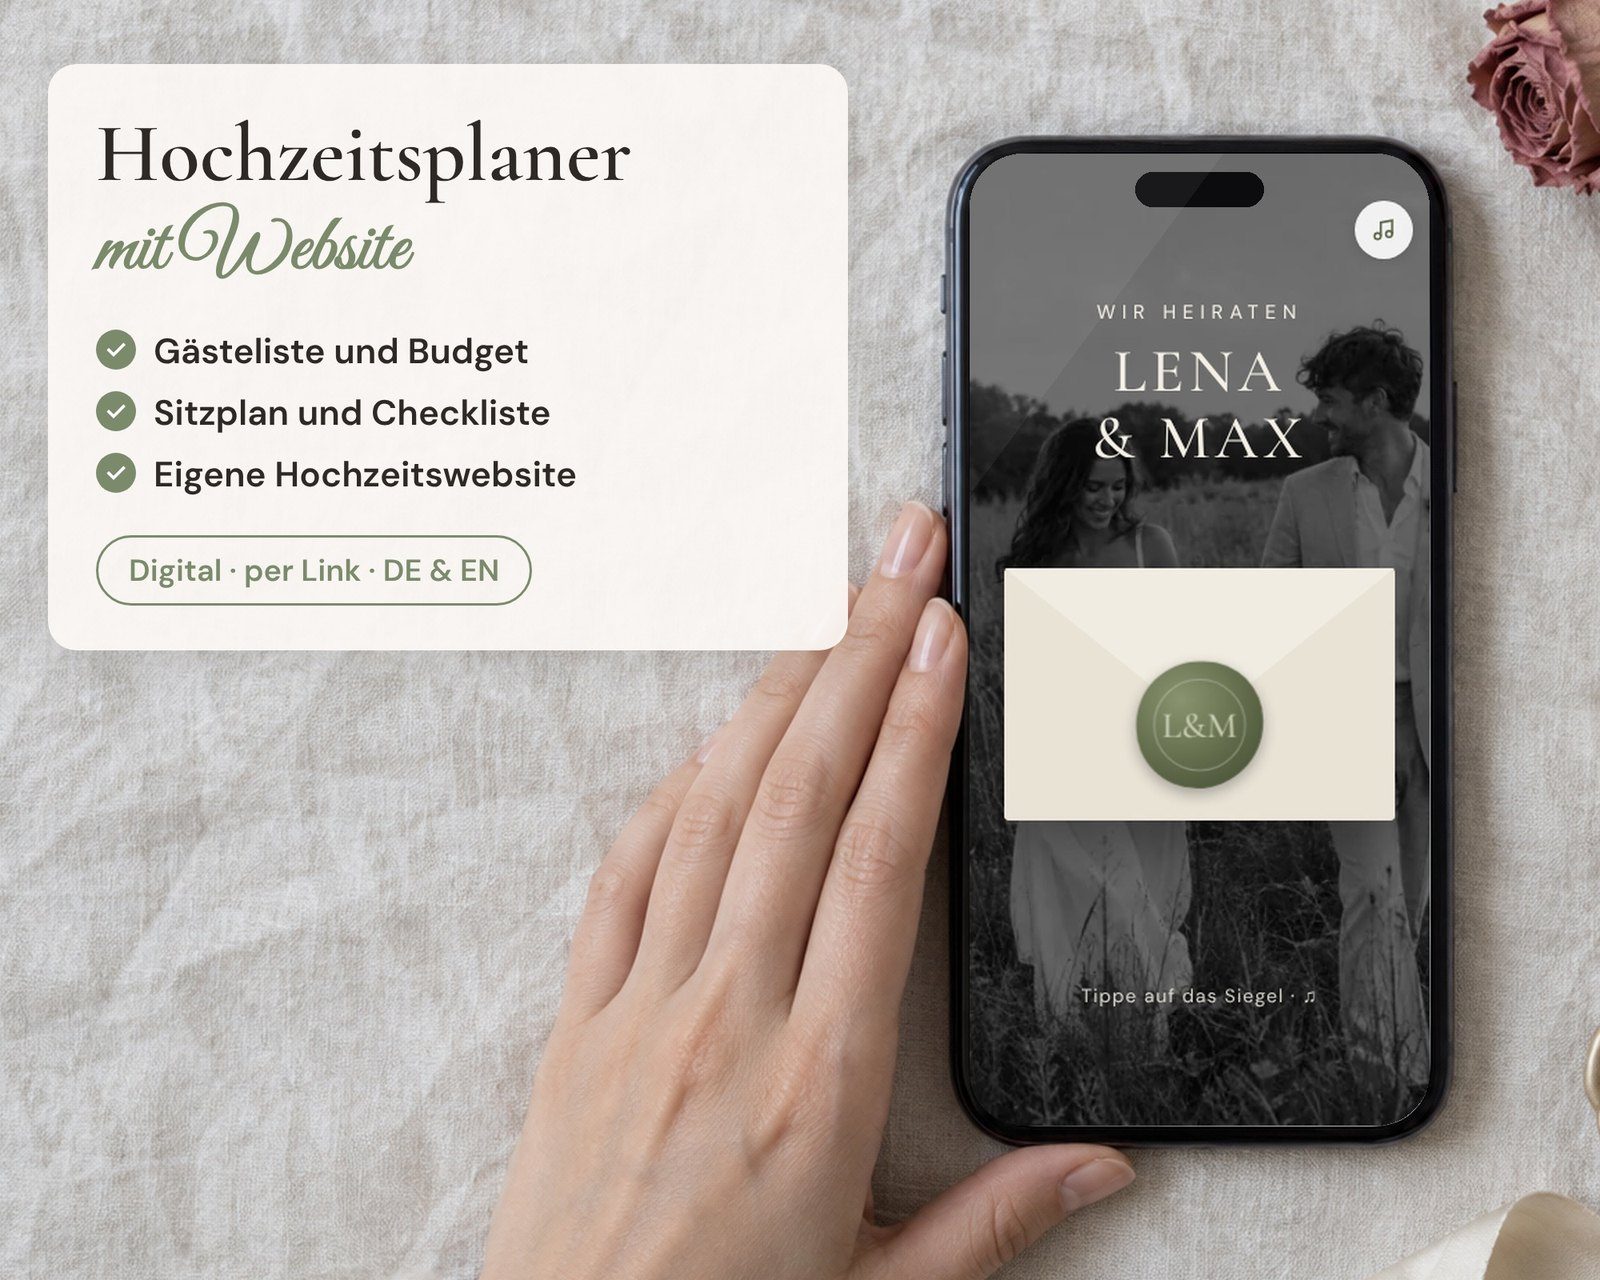 Hochzeitsplaner
mit Website
Gästeliste und Budget
Sitzplan und Checkliste
Eigene Hochzeitswebsite
Digital · per Link · DE & EN
WIR HEIRATEN
LENA
& MAX
L&M
Tippe auf das Siegel · ♫